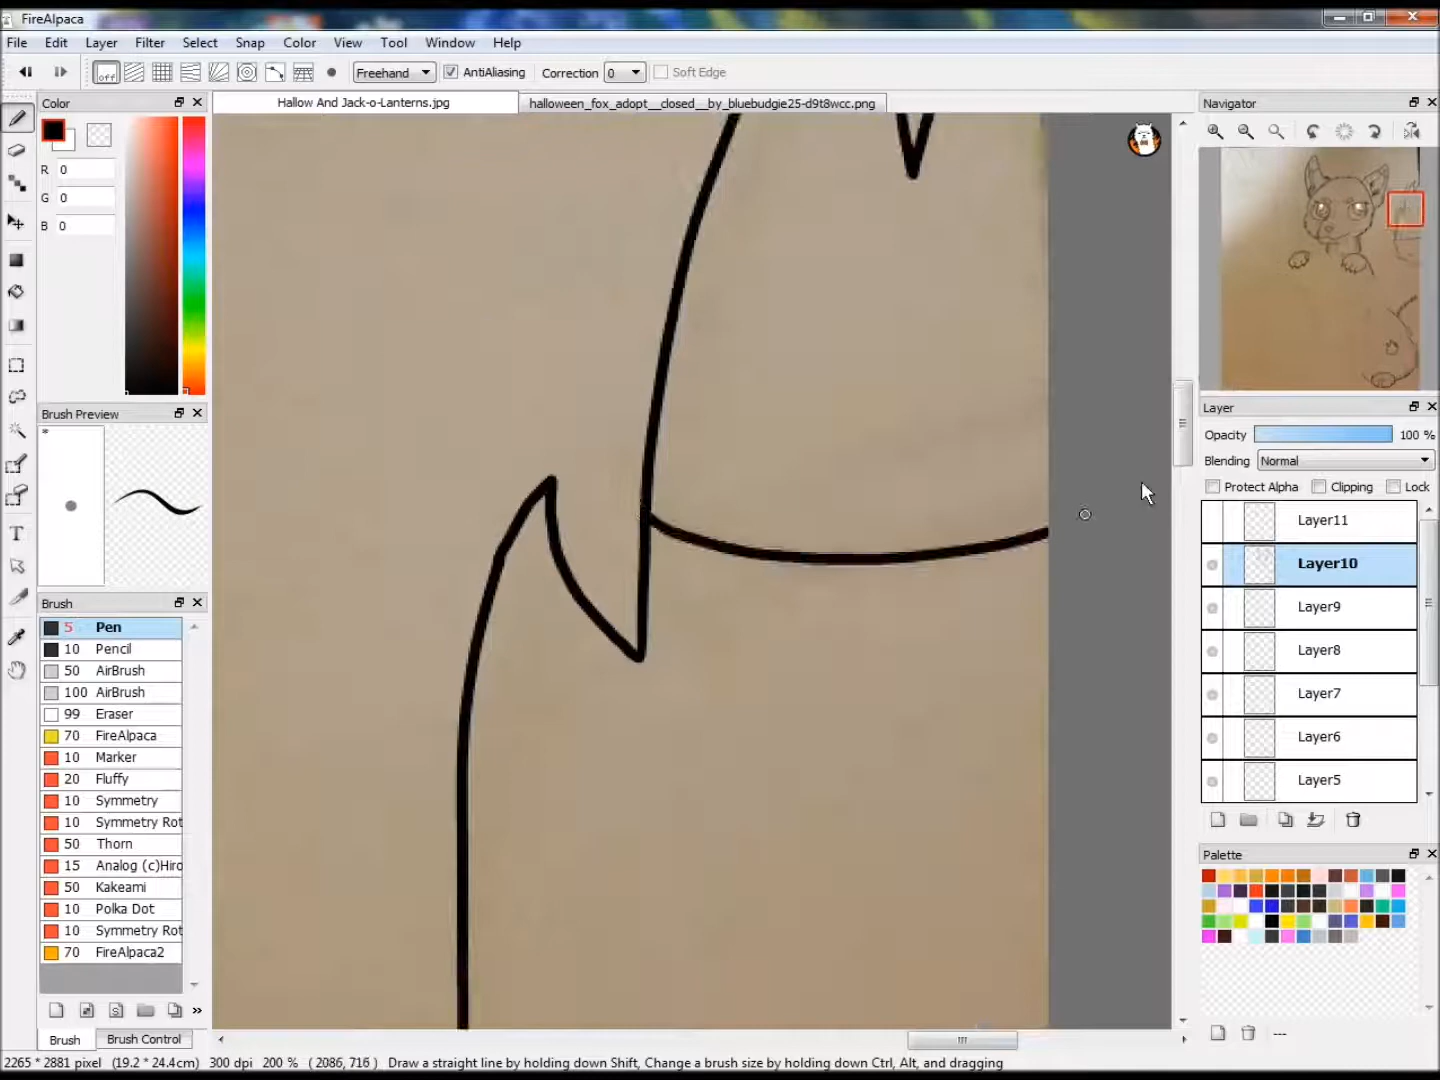 FireAlpaca
File Edit Layer Filter Select Snap Color View Tool Window Help
off Freehand AntiAliasing Correction 0 Soft Edge
Color
Hallow And Jack-o-Lanterns.jpg
halloween_fox_adopt__closed__by_bluebudgie25-d9t8wcc.png
Navigator
R 0
G 0
B 0
Brush Preview
*
Layer
Opacity 100 %
Blending Normal
Protect Alpha Clipping Lock
Layer11
Layer10
Layer9
Layer8
Layer7
Layer6
Layer5
Brush
5 Pen
10 Pencil
50 AirBrush
100 AirBrush
99 Eraser
70 FireAlpaca
10 Marker
20 Fluffy
10 Symmetry
10 Symmetry Rot
50 Thorn
15 Analog (c)Hiro
50 Kakeami
10 Polka Dot
10 Symmetry Rot
70 FireAlpaca2
Palette
Brush Brush Control
---
2265 * 2881 pixel (19.2 * 24.4cm) 300 dpi 200 % ( 2086, 716 ) Draw a straight line by holding down Shift, Change a brush size by holding down Ctrl, Alt, and dragging